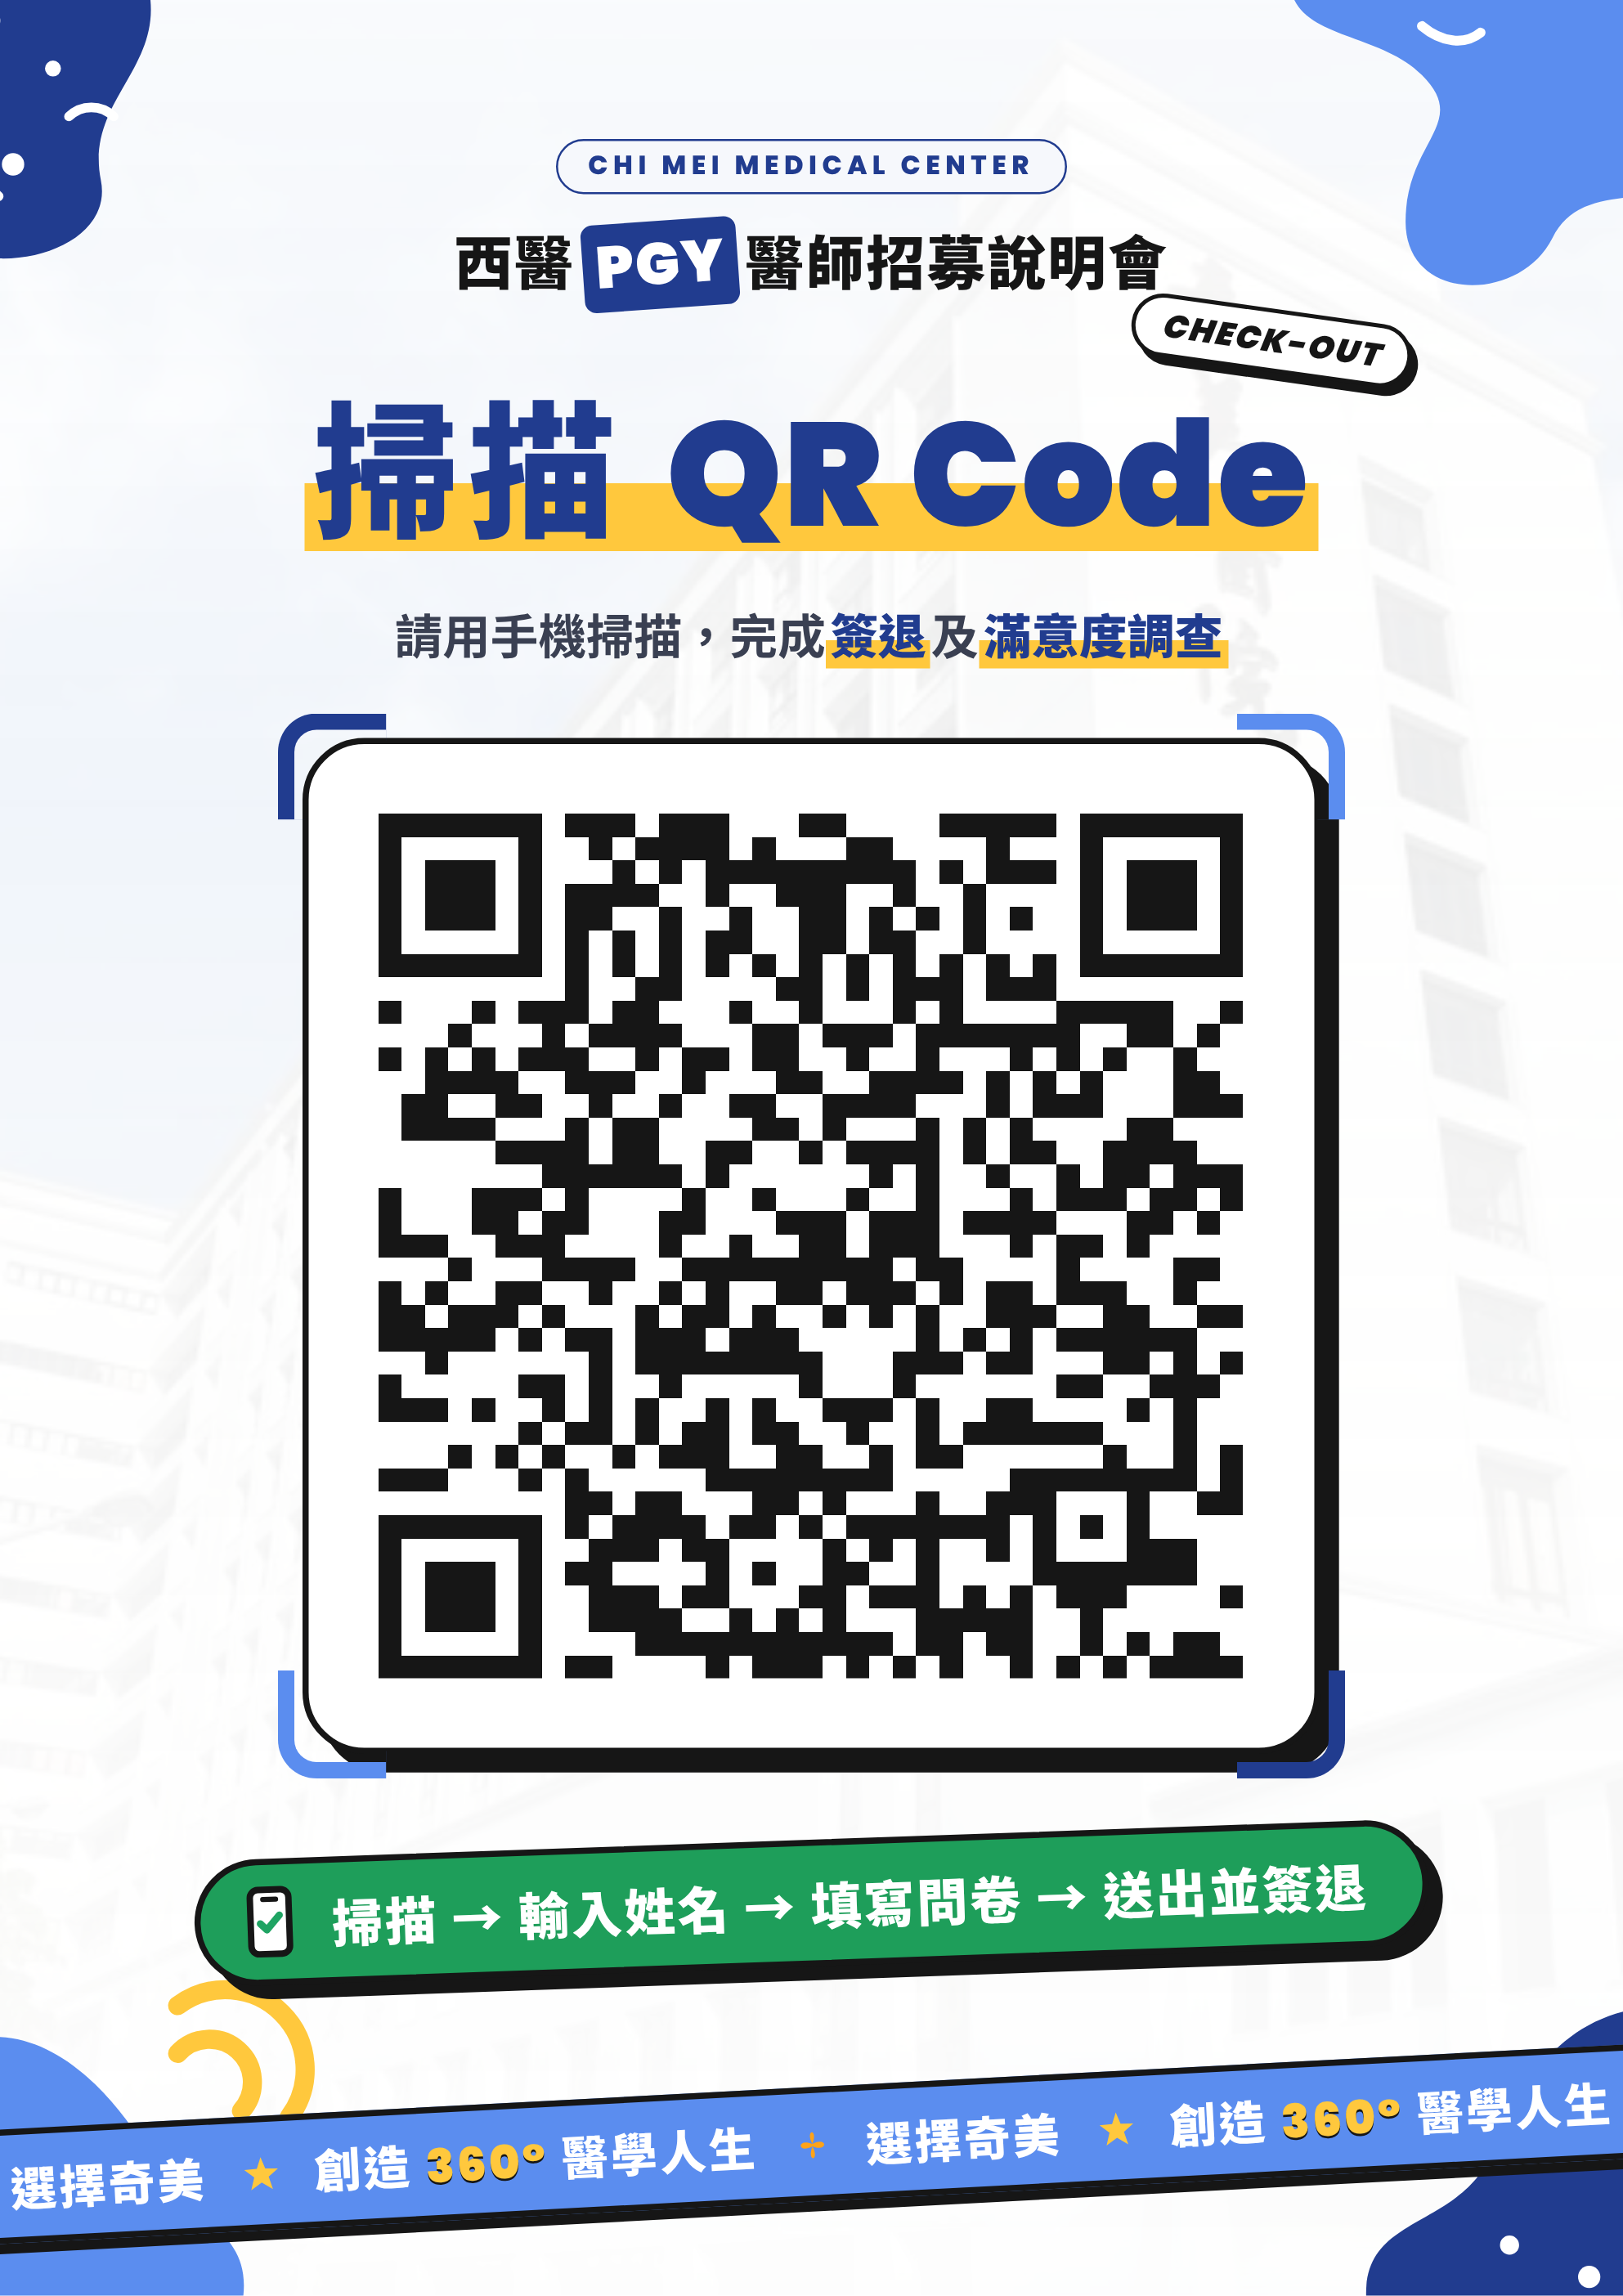 CHI MEI MEDICAL CENTER
西醫 PGY 醫師招募說明會
CHECK-OUT
掃描 QR Code
請用手機掃描，完成簽退及滿意度調查
掃描 → 輸入姓名 → 填寫問卷 → 送出並簽退
選擇奇美 ★ 創造 360° 醫學人生 選擇奇美 ★ 創造 360° 醫學人生